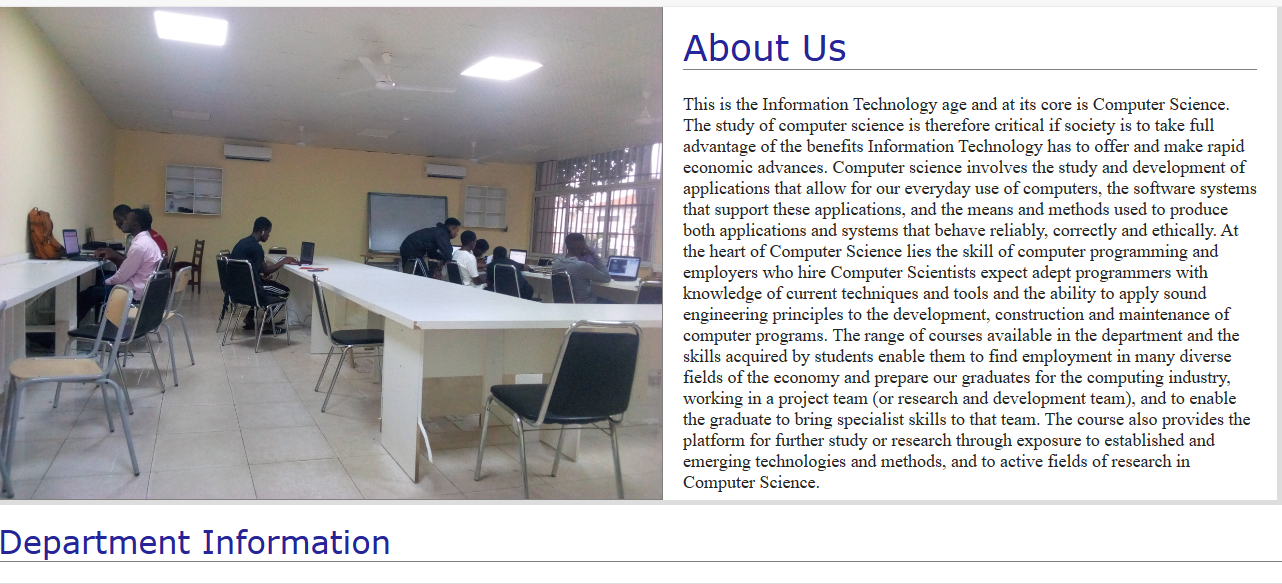 About Us
This is the Information Technology age and at its core is Computer Science.
The study of computer science is therefore critical if society is to take full
advantage of the benefits Information Technology has to offer and make rapid
economic advances. Computer science involves the study and development of
applications that allow for our everyday use of computers, the software systems
that support these applications, and the means and methods used to produce
both applications and systems that behave reliably, correctly and ethically. At
the heart of Computer Science lies the skill of computer programming and
employers who hire Computer Scientists expect adept programmers with
knowledge of current techniques and tools and the ability to apply sound
engineering principles to the development, construction and maintenance of
computer programs. The range of courses available in the department and the
skills acquired by students enable them to find employment in many diverse
fields of the economy and prepare our graduates for the computing industry,
working in a project team (or research and development team), and to enable
the graduate to bring specialist skills to that team. The course also provides the
platform for further study or research through exposure to established and
emerging technologies and methods, and to active fields of research in
Computer Science.
Department Information